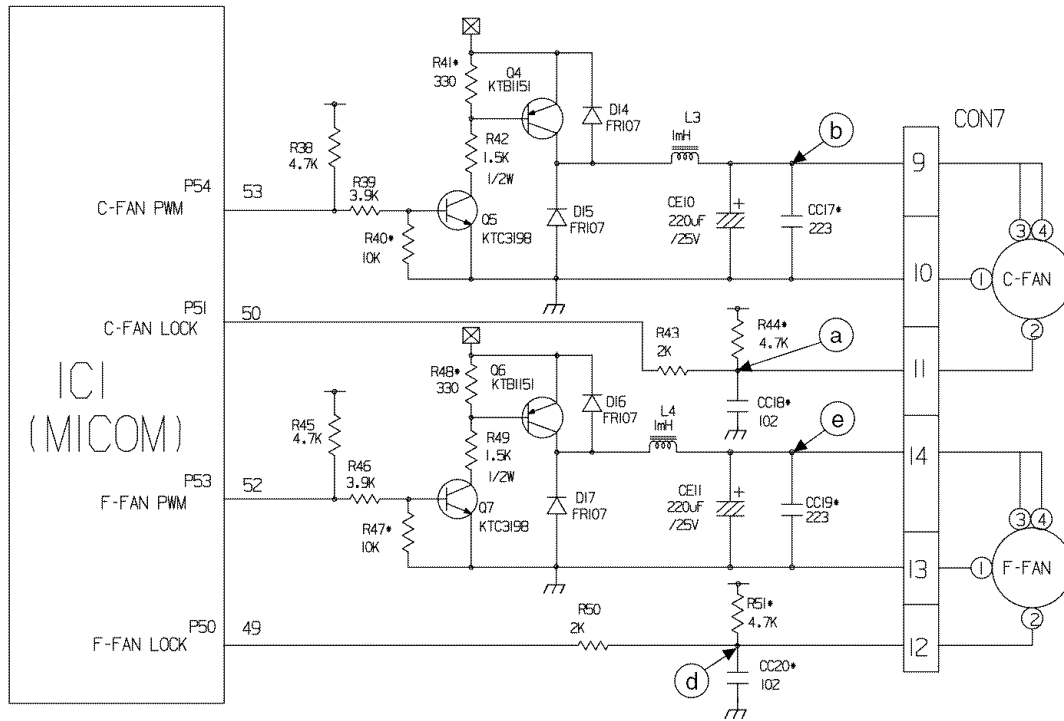 IC1
(MICOM)
P54
C-FAN PWM
53
P51
C-FAN LOCK
50
P53
F-FAN PWM
52
P50
F-FAN LOCK
49
R38
4.7K
R39
3.9K
R40*
10K
R41*
330
R42
1.5K
1/2W
Q4
KTB1151
Q5
KTC3198
D14
FR107
D15
FR107
L3
1mH
CE10
220uF
/25V
CC17*
223
b
CON7
9
10
11
3
4
1
C-FAN
2
R43
2K
R44*
4.7K
a
CC18*
102
R45
4.7K
R46
3.9K
R47*
10K
R48*
330
R49
1.5K
1/2W
Q6
KTB1151
Q7
KTC3198
D16
FR107
D17
FR107
L4
1mH
CE11
220uF
/25V
CC19*
223
e
14
13
12
3
4
1
F-FAN
2
R50
2K
R51*
4.7K
d
CC20*
102